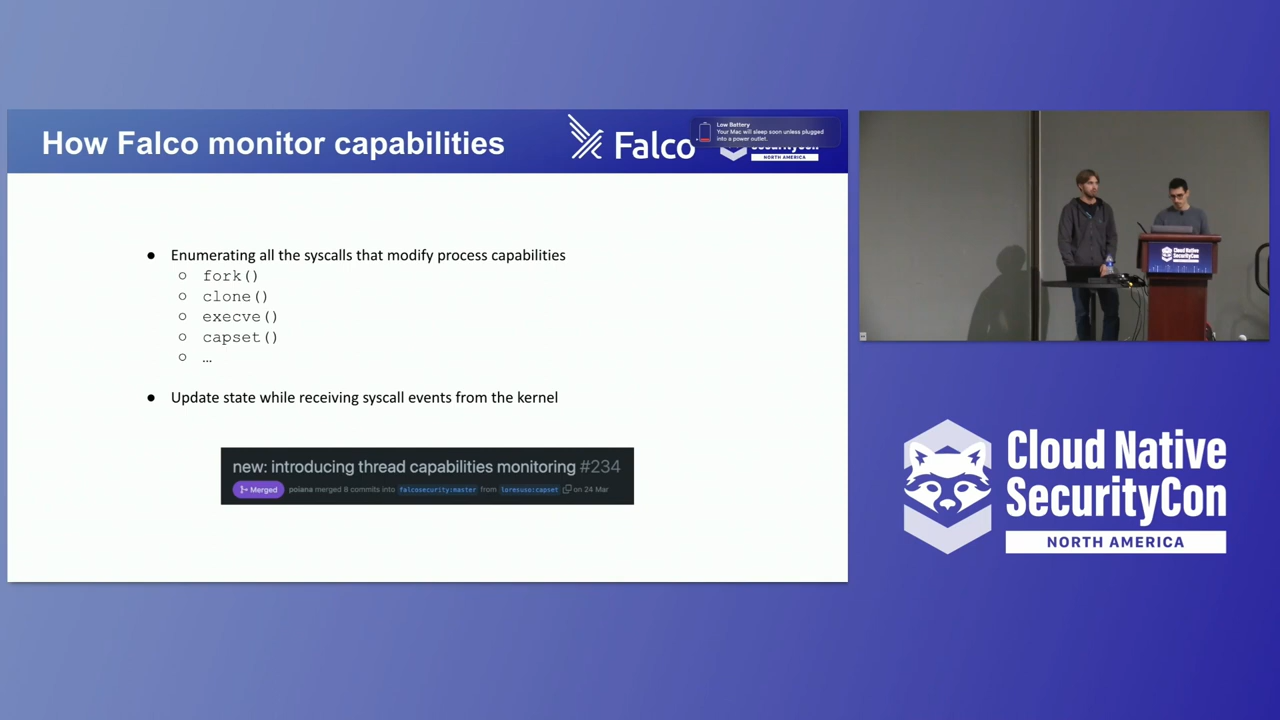 How Falco monitor capabilities
Falco
Low Battery
Your Mac will sleep soon unless plugged
into a power outlet.
NORTH AMERICA
● Enumerating all the syscalls that modify process capabilities
○ fork()
○ clone()
○ execve()
○ capset()
○ …
● Update state while receiving syscall events from the kernel
new: introducing thread capabilities monitoring #234
Merged poiana merged 8 commits into falcosecurity:master from loresuso:capset on 24 Mar
Cloud Native
SecurityCon
Cloud Native
SecurityCon
NORTH AMERICA